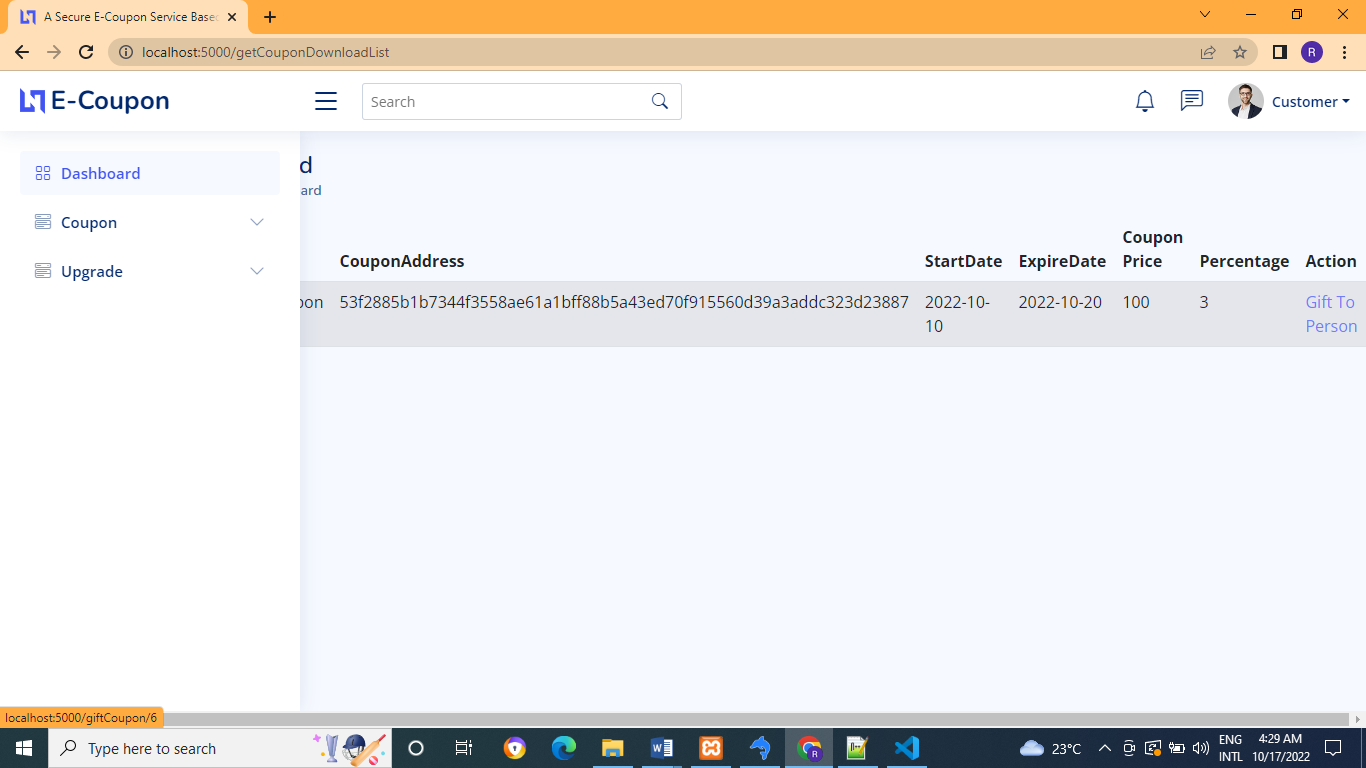 A Secure E-Coupon Service Based
localhost:5000/getCouponDownloadList
R
E-Coupon
Search
Customer
Dashboard
Coupon
Upgrade
d
ard
CouponAddress StartDate ExpireDate Coupon Price Percentage Action
pon 53f2885b1b7344f3558ae61a1bff88b5a43ed70f915560d39a3addc323d23887 2022-10-10 2022-10-20 100 3 Gift To Person
localhost:5000/giftCoupon/6
Type here to search
23°C
ENG
INTL
4:29 AM
10/17/2022